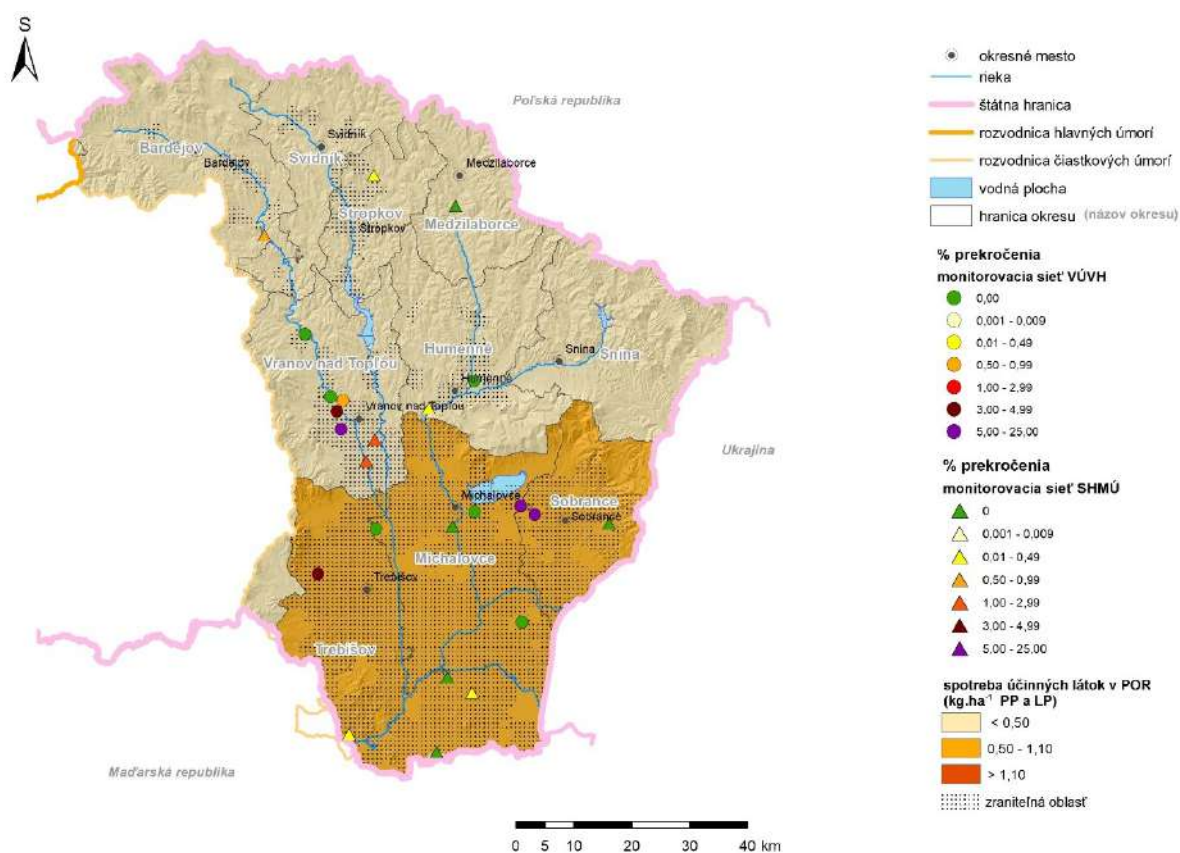 S
okresné mesto
rieka
štátna hranica
rozvodnica hlavných úmorí
rozvodnica čiastkových úmorí
vodná plocha
hranica okresu (názov okresu)
% prekročenia
monitorovacia sieť VÚVH
0,00
0,001 - 0,009
0,01 - 0,49
0,50 - 0,99
1,00 - 2,99
3,00 - 4,99
5,00 - 25,00
% prekročenia
monitorovacia sieť SHMÚ
0
0,001 - 0,009
0,01 - 0,49
0,50 - 0,99
1,00 - 2,99
3,00 - 4,99
5,00 - 25,00
spotreba účinných látok v POR
(kg.ha⁻¹ PP a LP)
< 0,50
0,50 - 1,10
> 1,10
zraniteľná oblasť
Poľská republika
Svidník
Bardejov
Svidník
Bardejov
Medzilaborce
Stropkov
Medzilaborce
Stropkov
Humenné
Snina
Snina
Vranov nad Topľou
Humenné
Vranov nad Topľou
Ukrajina
Michalovce
Sobrance
Sobrance
Michalovce
Trebišov
Trebišov
Maďarská republika
0 5 10 20 30 40 km